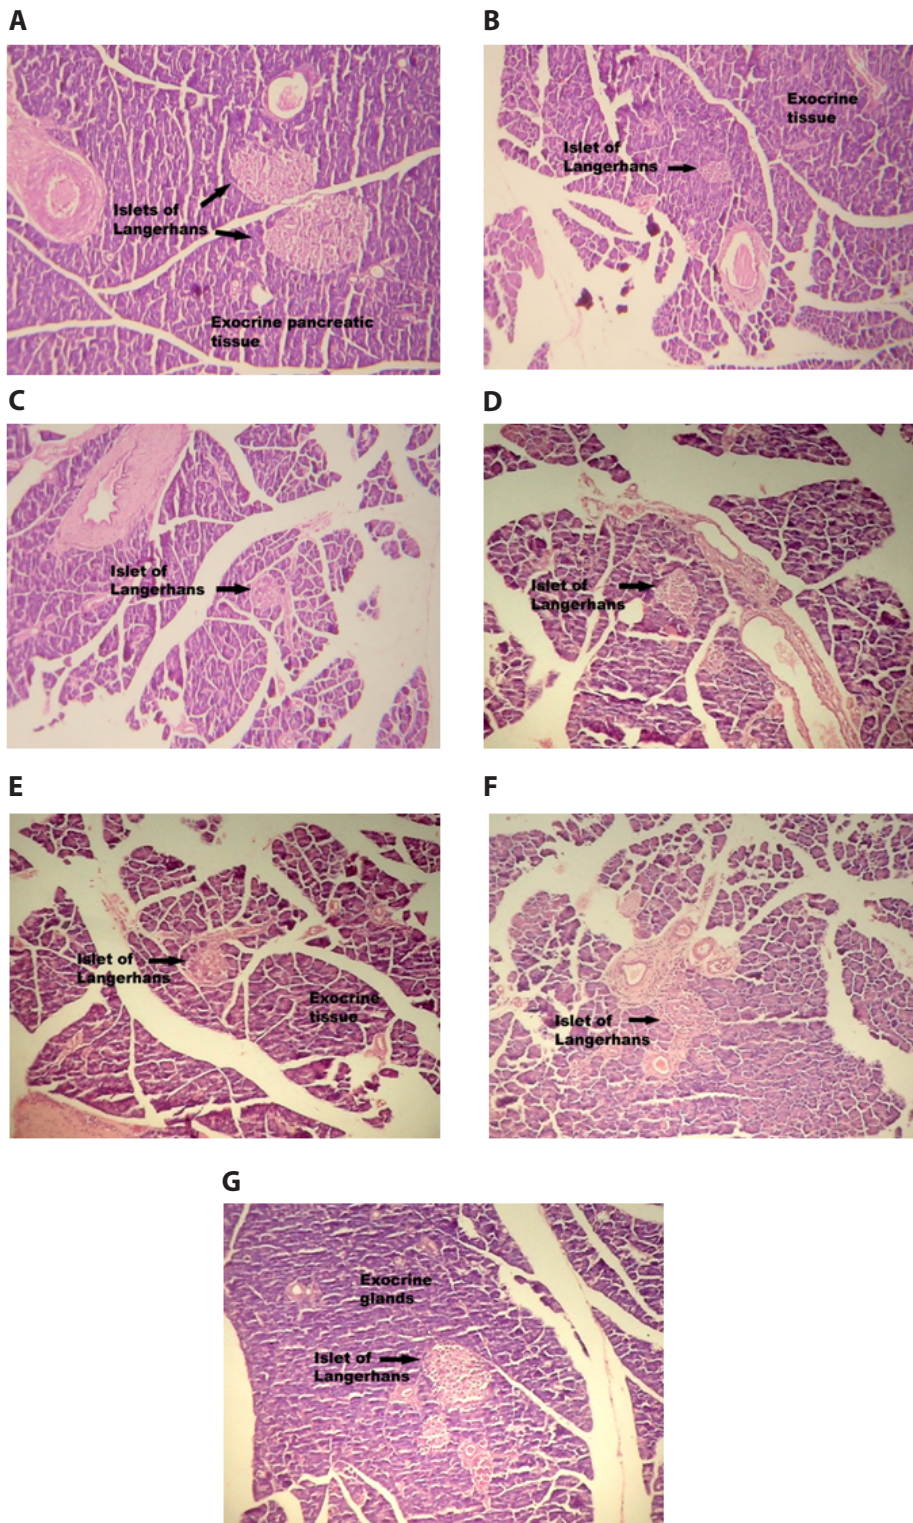 A
Islets of
Langerhans
Exocrine pancreatic
tissue
B
Exocrine
tissue
Islet of
Langerhans
C
Islet of
Langerhans
D
Islet of
Langerhans
E
Islet of
Langerhans
Exocrine
tissue
F
Islet of
Langerhans
G
Exocrine
glands
Islet of
Langerhans